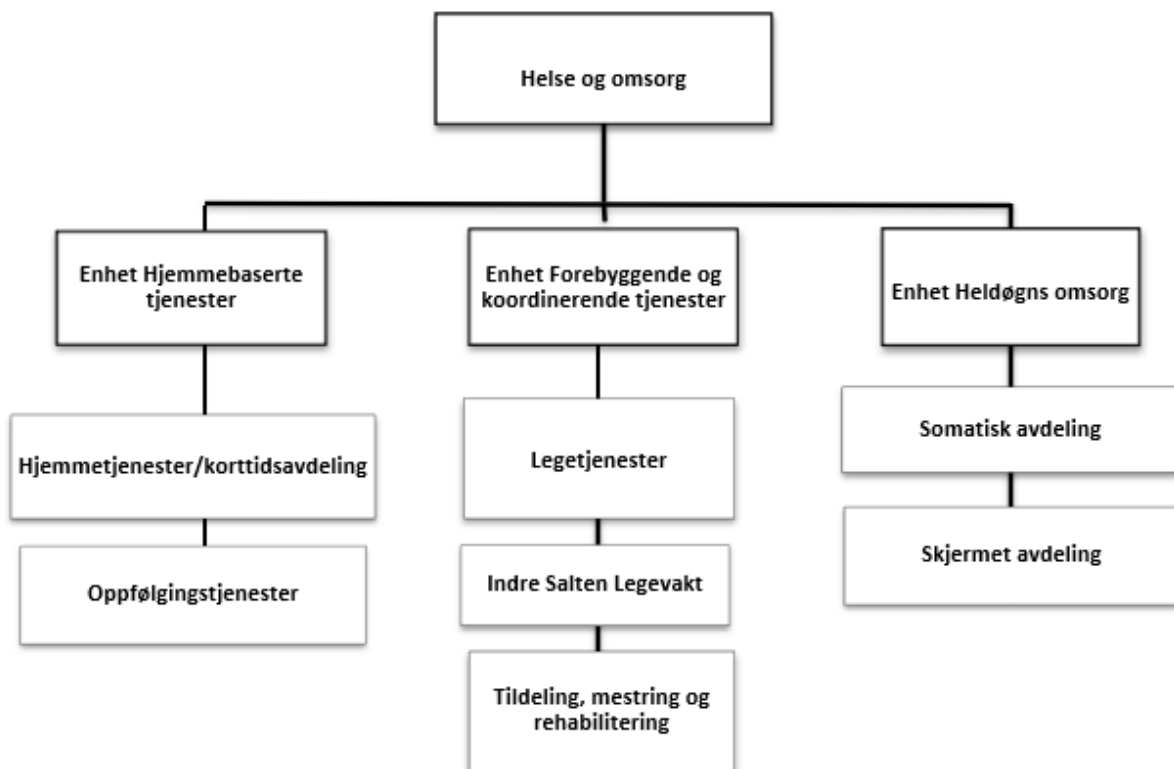 Helse og omsorg
Enhet Hjemmebaserte
tjenester
Enhet Forebyggende og
koordinerende tjenester
Enhet Heldøgns omsorg
Hjemmetjenester/korttidsavdeling
Oppfølgingstjenester
Legetjenester
Indre Salten Legevakt
Tildeling, mestring og
rehabilitering
Somatisk avdeling
Skjermet avdeling